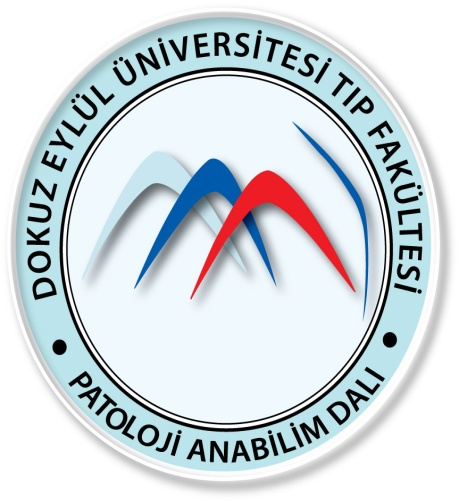 DOKUZ EYLÜL ÜNİVERSİTESİ TIP FAKÜLTESİ
PATOLOJİ ANABİLİM DALI